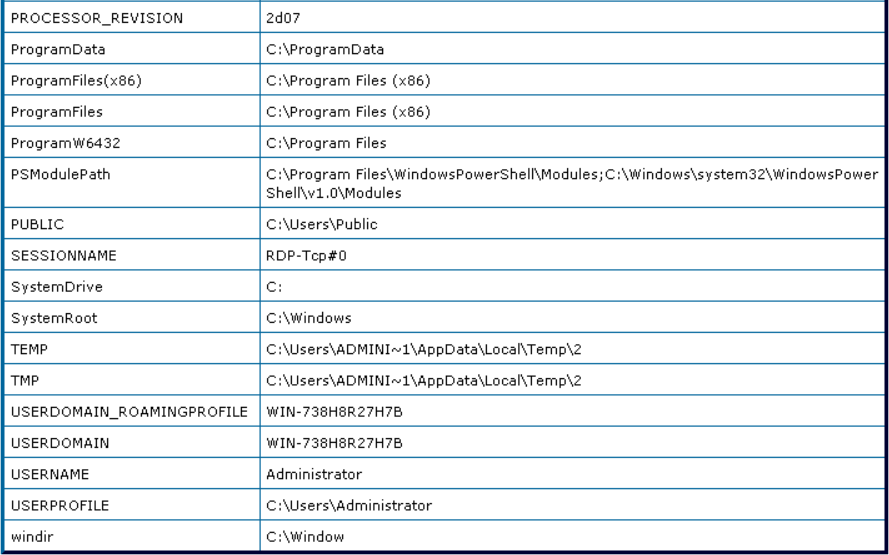 PROCESSOR_REVISION 2d07
ProgramData C:\ProgramData
ProgramFiles(x86) C:\Program Files (x86)
ProgramFiles C:\Program Files (x86)
ProgramW6432 C:\Program Files
PSModulePath C:\Program Files\WindowsPowerShell\Modules;C:\Windows\system32\WindowsPower
Shell\v1.0\Modules
PUBLIC C:\Users\Public
SESSIONNAME RDP-Tcp#0
SystemDrive C:
SystemRoot C:\Windows
TEMP C:\Users\ADMINI~1\AppData\Local\Temp\2
TMP C:\Users\ADMINI~1\AppData\Local\Temp\2
USERDOMAIN_ROAMINGPROFILE WIN-738H8R27H7B
USERDOMAIN WIN-738H8R27H7B
USERNAME Administrator
USERPROFILE C:\Users\Administrator
windir C:\Window